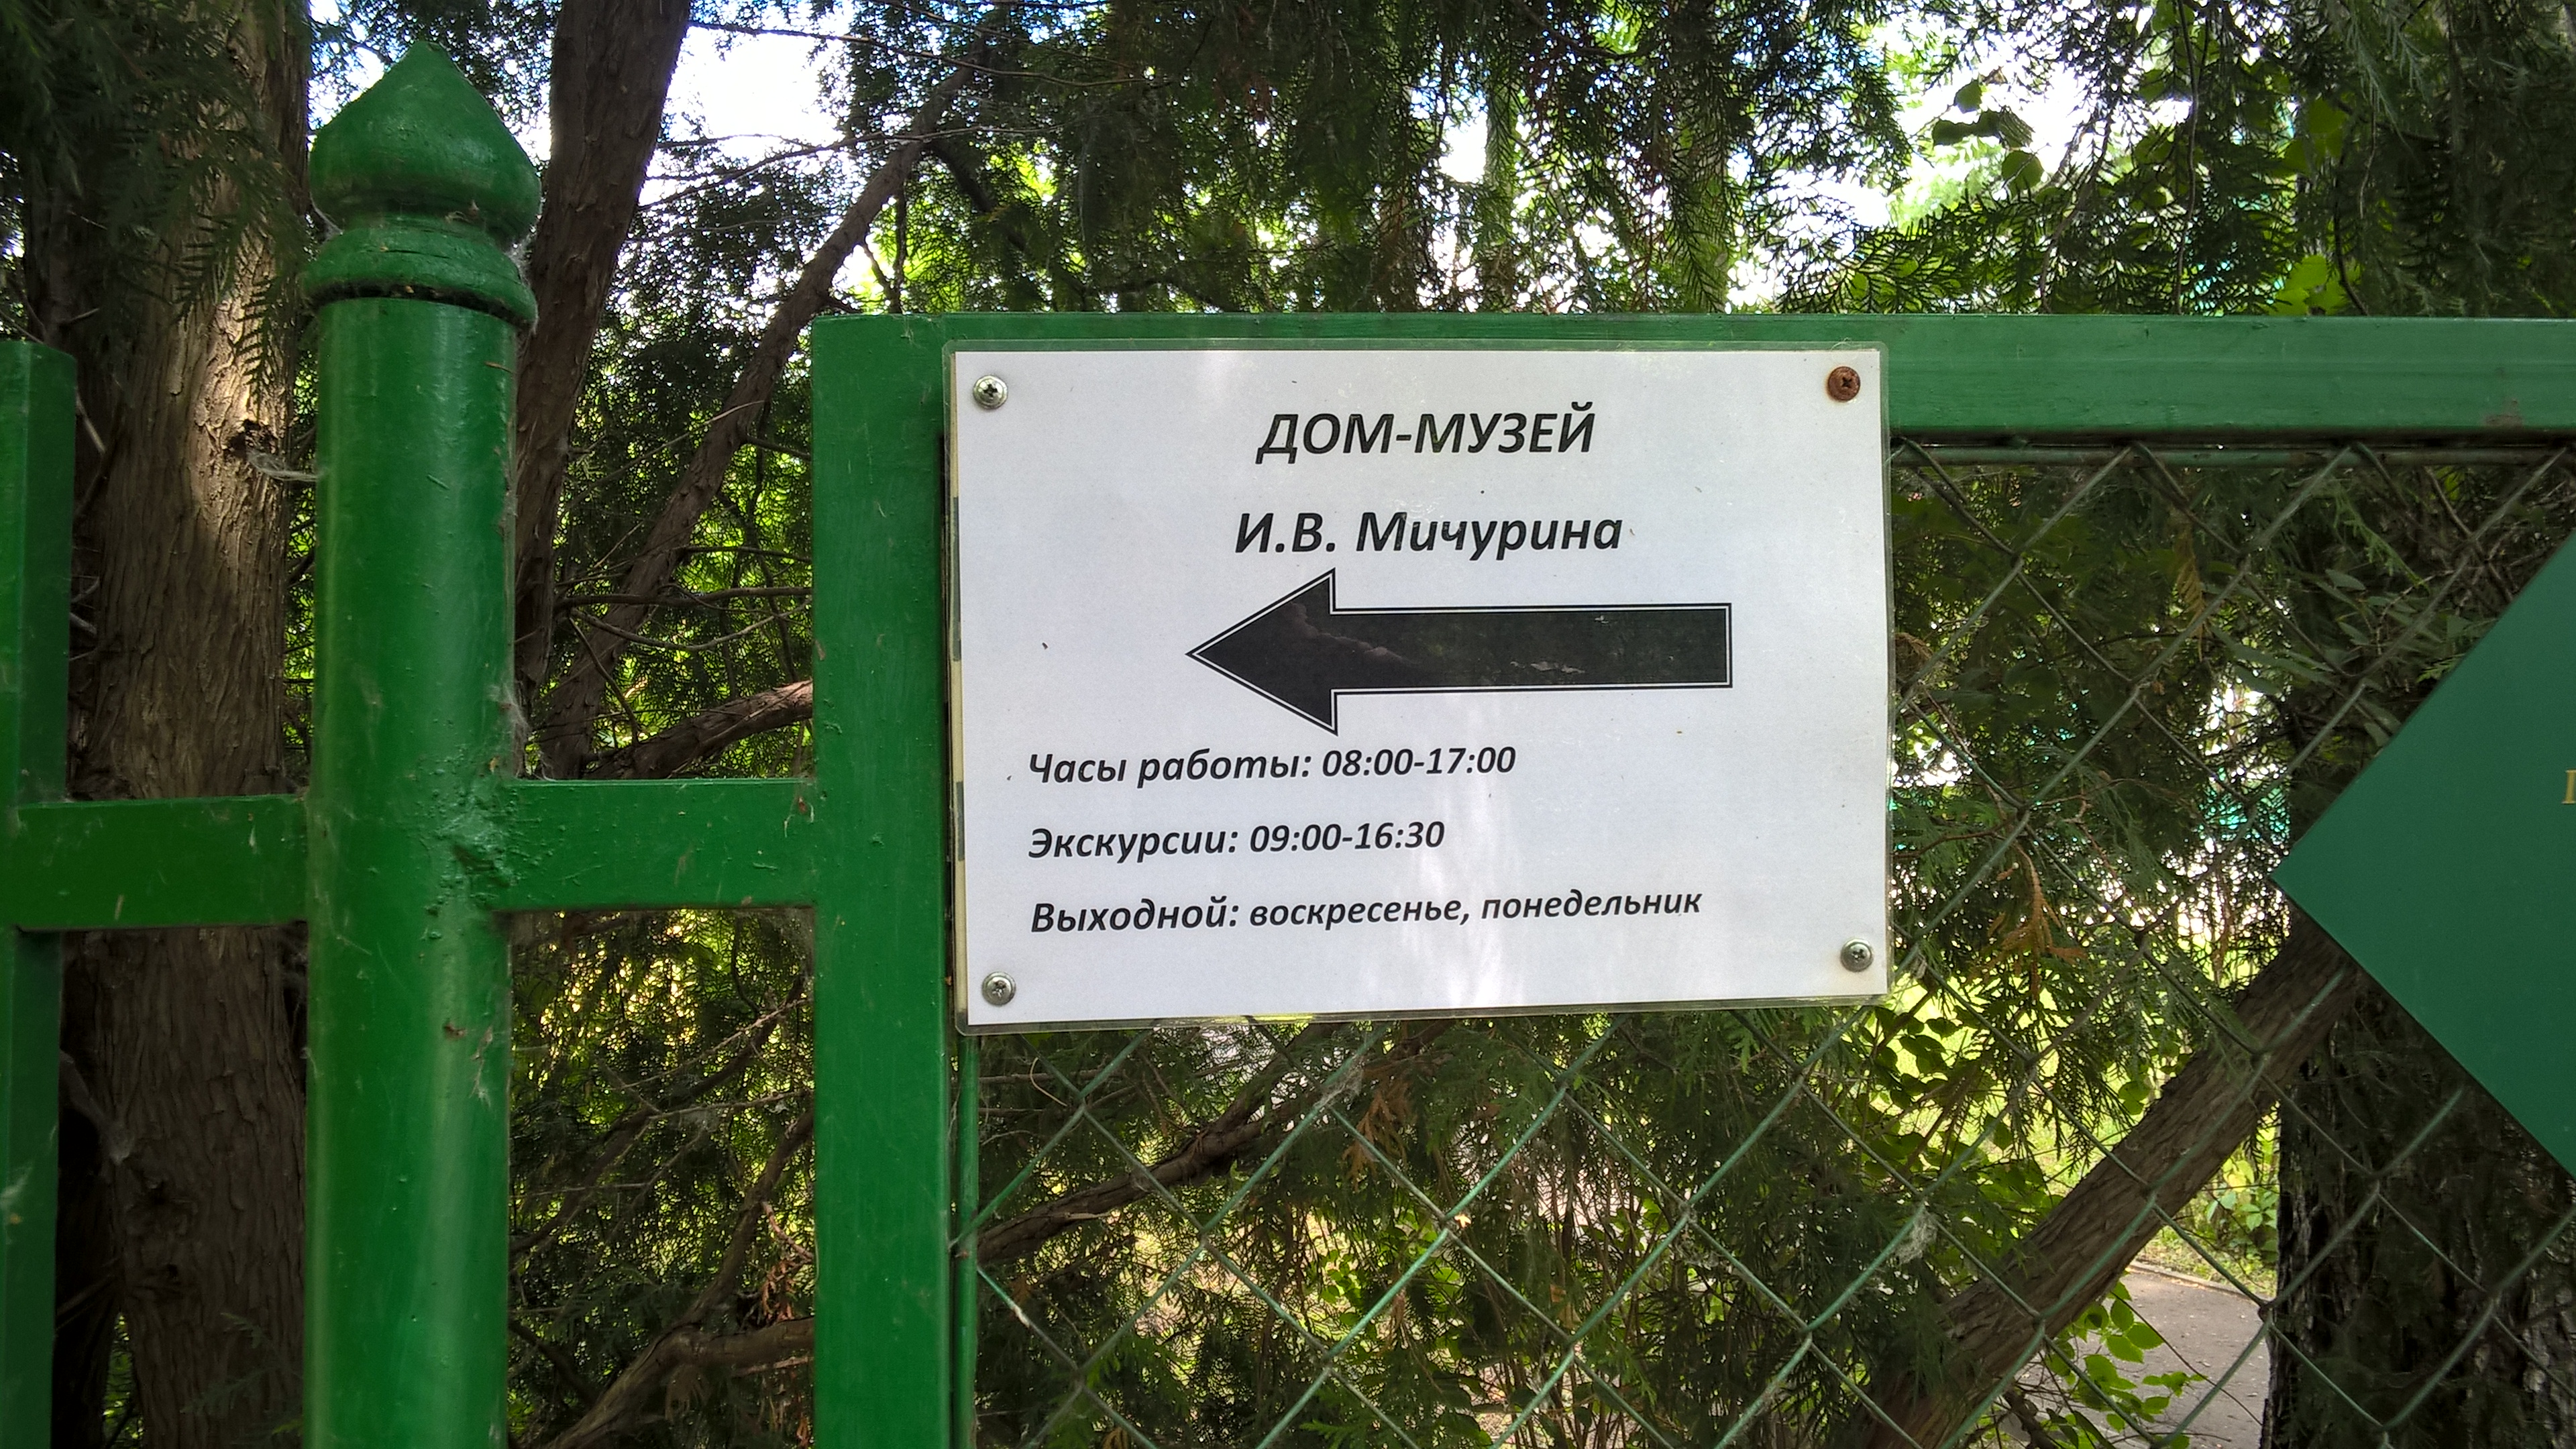 ДОМ-МУЗЕЙ
И.В. Мичурина
Часы работы: 08:00-17:00
Экскурсии: 09:00-16:30
Выходной: воскресенье, понедельник